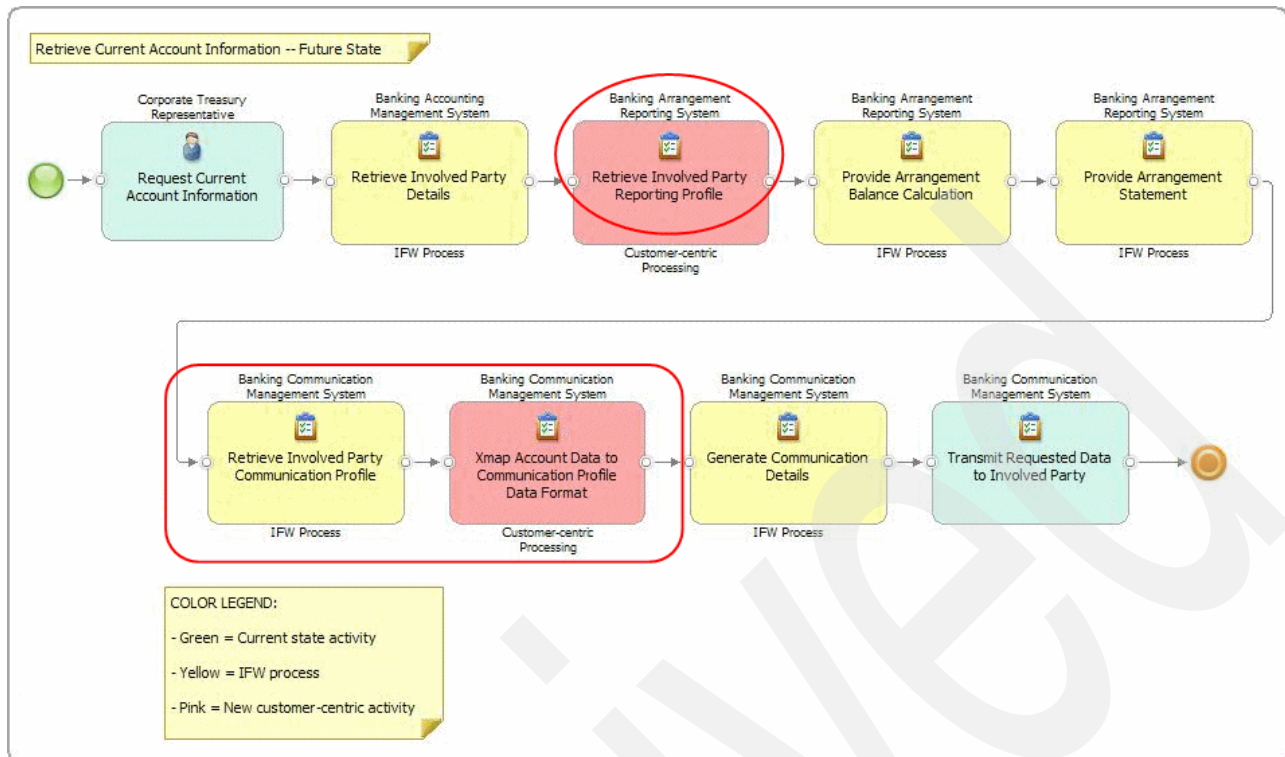 Retrieve Current Account Information -- Future State
Corporate Treasury
Representative
Request Current
Account Information
Banking Accounting
Management System
Retrieve Involved Party
Details
IFW Process
Banking Arrangement
Reporting System
Retrieve Involved Party
Reporting Profile
Customer-centric
Processing
Banking Arrangement
Reporting System
Provide Arrangement
Balance Calculation
IFW Process
Banking Arrangement
Reporting System
Provide Arrangement
Statement
IFW Process
Banking Communication
Management System
Retrieve Involved Party
Communication Profile
IFW Process
Banking Communication
Management System
Xmap Account Data to
Communication Profile
Data Format
Customer-centric
Processing
Banking Communication
Management System
Generate Communication
Details
IFW Process
Banking Communication
Management System
Transmit Requested Data
to Involved Party
COLOR LEGEND:
- Green = Current state activity
- Yellow = IFW process
- Pink = New customer-centric activity